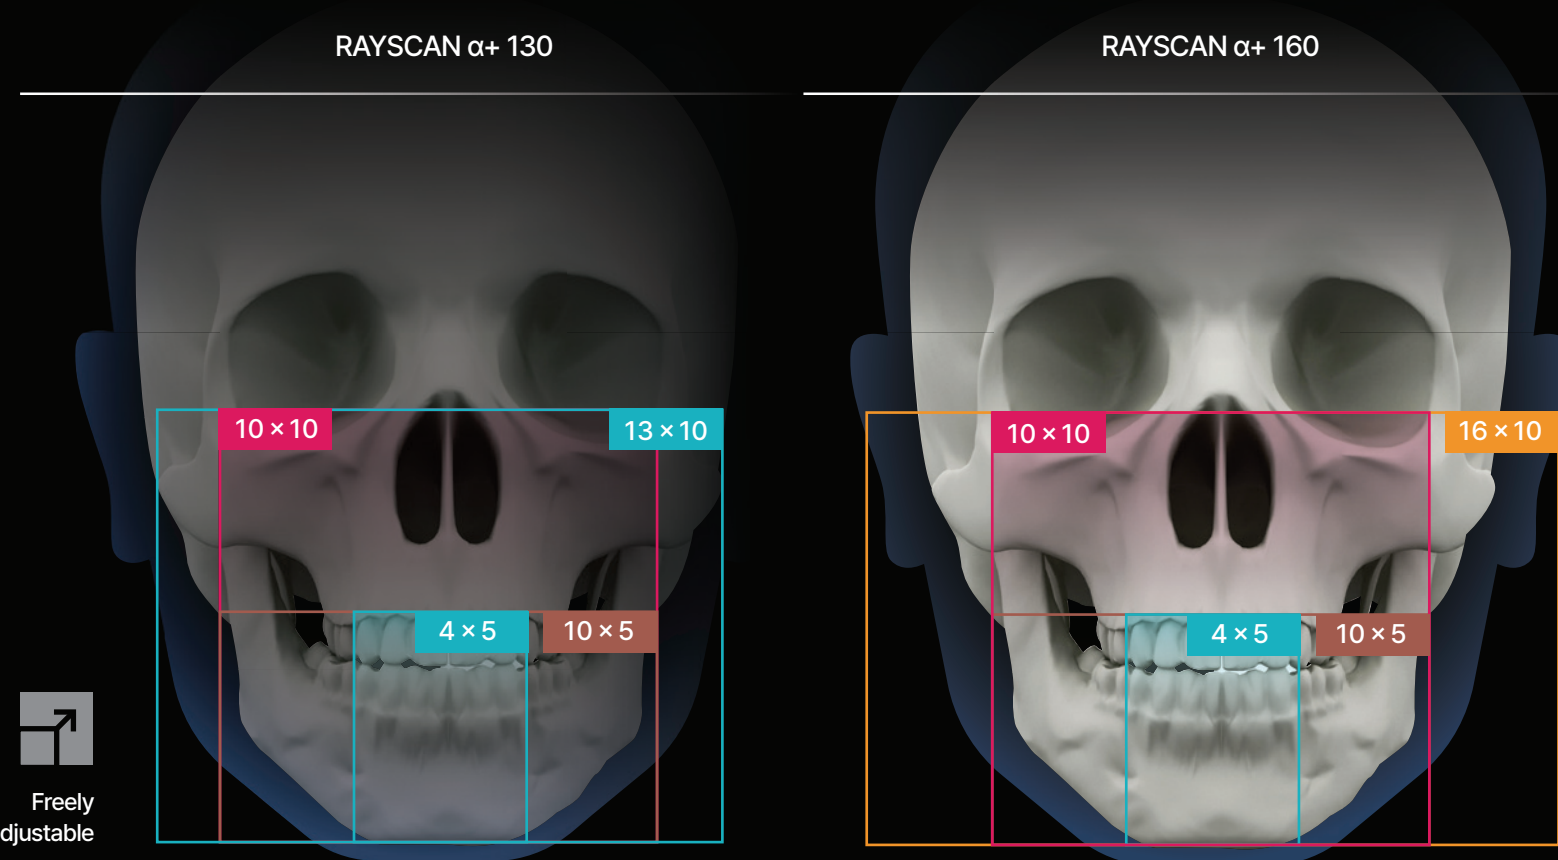 RAYSCAN α+ 130
RAYSCAN α+ 160
10 × 10
13 × 10
10 × 10
16 × 10
4 × 5
10 × 5
4 × 5
10 × 5
Freely
djustable